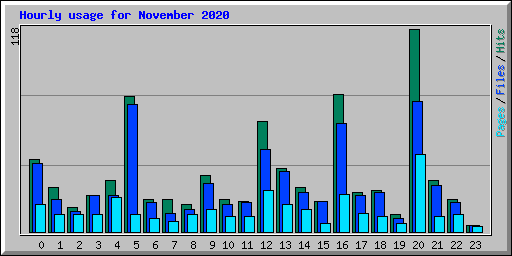 Hourly usage for November 2020
118
Pages / Files / Hits
0 1 2 3 4 5 6 7 8 9 10 11 12 13 14 15 16 17 18 19 20 21 22 23